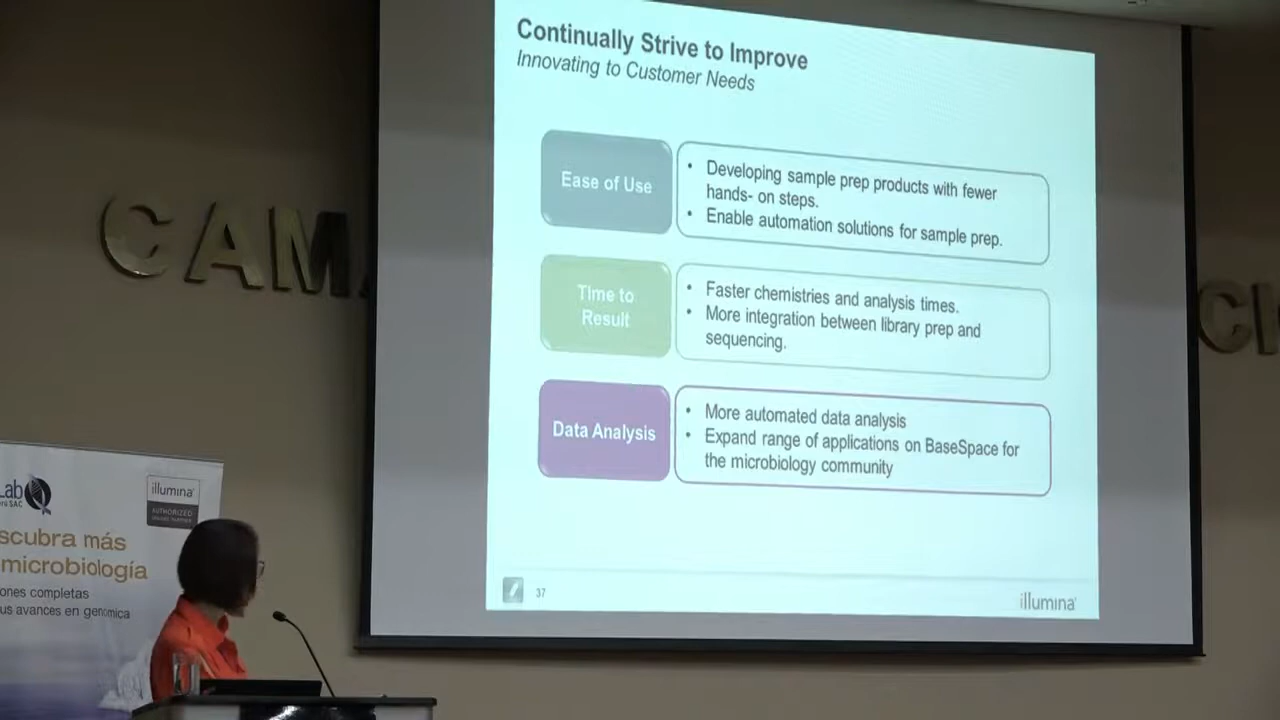 Continually Strive to Improve
Innovating to Customer Needs
Ease of Use
• Developing sample prep products with fewer
hands- on steps.
• Enable automation solutions for sample prep.
Time to
Result
• Faster chemistries and analysis times.
• More integration between library prep and
sequencing.
Data Analysis
• More automated data analysis
• Expand range of applications on BaseSpace for
the microbiology community
37
illumina
CAM
C
Lab
SAC
illumina
AUTHORIZED
scubra más
microbiología
ones completas
us avances en genómica